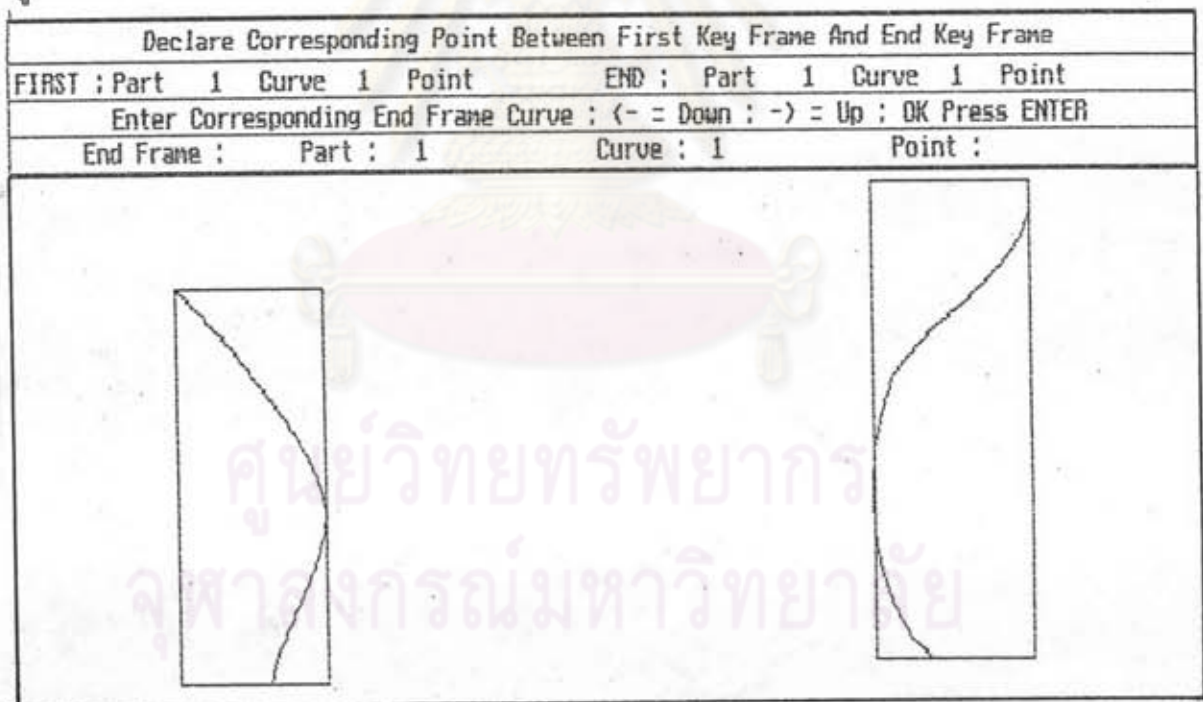 Declare Corresponding Point Between First Key Frame And End Key Frame
FIRST : Part 1 Curve 1 Point END : Part 1 Curve 1 Point
Enter Corresponding End Frame Curve : (- = Down : -) = Up : OK Press ENTER
End Frame : Part : 1 Curve : 1 Point :
ศูนย์วิทยทรัพยากร
จุฬาลงกรณ์มหาวิทยาลัย